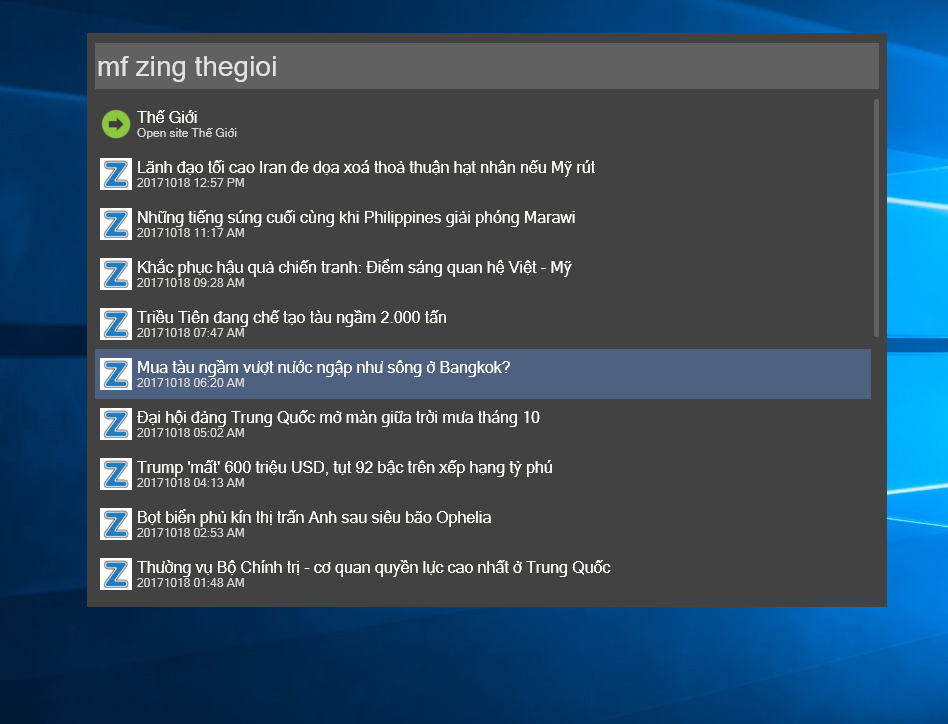 mf zing thegioi
Thế Giới
Open site Thế Giới
Lãnh đạo tối cao Iran đe dọa xoá thoả thuận hạt nhân nếu Mỹ rút
20171018 12:57 PM
Những tiếng súng cuối cùng khi Philippines giải phóng Marawi
20171018 11:17 AM
Khắc phục hậu quả chiến tranh: Điểm sáng quan hệ Việt - Mỹ
20171018 09:28 AM
Triều Tiên đang chế tạo tàu ngầm 2.000 tấn
20171018 07:47 AM
Mua tàu ngầm vượt nước ngập như sông ở Bangkok?
20171018 06:20 AM
Đại hội đảng Trung Quốc mở màn giữa trời mưa tháng 10
20171018 05:02 AM
Trump 'mất' 600 triệu USD, tụt 92 bậc trên xếp hạng tỷ phú
20171018 04:13 AM
Bọt biển phủ kín thị trấn Anh sau siêu bão Ophelia
20171018 02:53 AM
Thường vụ Bộ Chính trị - cơ quan quyền lực cao nhất ở Trung Quốc
20171018 01:48 AM